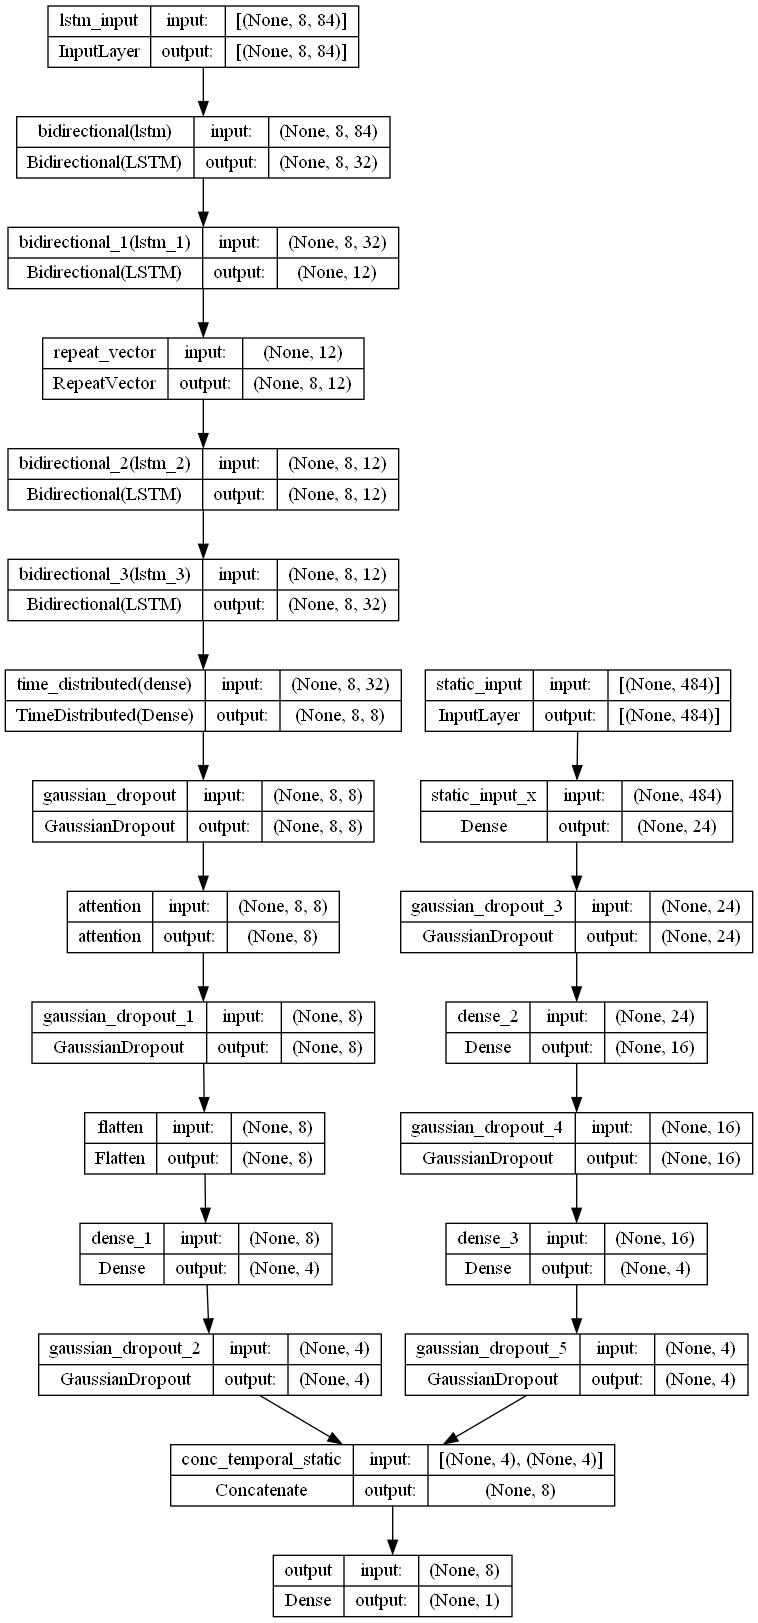 lstm_input input: [(None, 8, 84)]
InputLayer output: [(None, 8, 84)]
bidirectional(lstm) input: (None, 8, 84)
Bidirectional(LSTM) output: (None, 8, 32)
bidirectional_1(lstm_1) input: (None, 8, 32)
Bidirectional(LSTM) output: (None, 12)
repeat_vector input: (None, 12)
RepeatVector output: (None, 8, 12)
bidirectional_2(lstm_2) input: (None, 8, 12)
Bidirectional(LSTM) output: (None, 8, 12)
bidirectional_3(lstm_3) input: (None, 8, 12)
Bidirectional(LSTM) output: (None, 8, 32)
time_distributed(dense) input: (None, 8, 32)
TimeDistributed(Dense) output: (None, 8, 8)
gaussian_dropout input: (None, 8, 8)
GaussianDropout output: (None, 8, 8)
attention input: (None, 8, 8)
attention output: (None, 8)
gaussian_dropout_1 input: (None, 8)
GaussianDropout output: (None, 8)
flatten input: (None, 8)
Flatten output: (None, 8)
dense_1 input: (None, 8)
Dense output: (None, 4)
gaussian_dropout_2 input: (None, 4)
GaussianDropout output: (None, 4)
static_input input: [(None, 484)]
InputLayer output: [(None, 484)]
static_input_x input: (None, 484)
Dense output: (None, 24)
gaussian_dropout_3 input: (None, 24)
GaussianDropout output: (None, 24)
dense_2 input: (None, 24)
Dense output: (None, 16)
gaussian_dropout_4 input: (None, 16)
GaussianDropout output: (None, 16)
dense_3 input: (None, 16)
Dense output: (None, 4)
gaussian_dropout_5 input: (None, 4)
GaussianDropout output: (None, 4)
conc_temporal_static input: [(None, 4), (None, 4)]
Concatenate output: (None, 8)
output input: (None, 8)
Dense output: (None, 1)